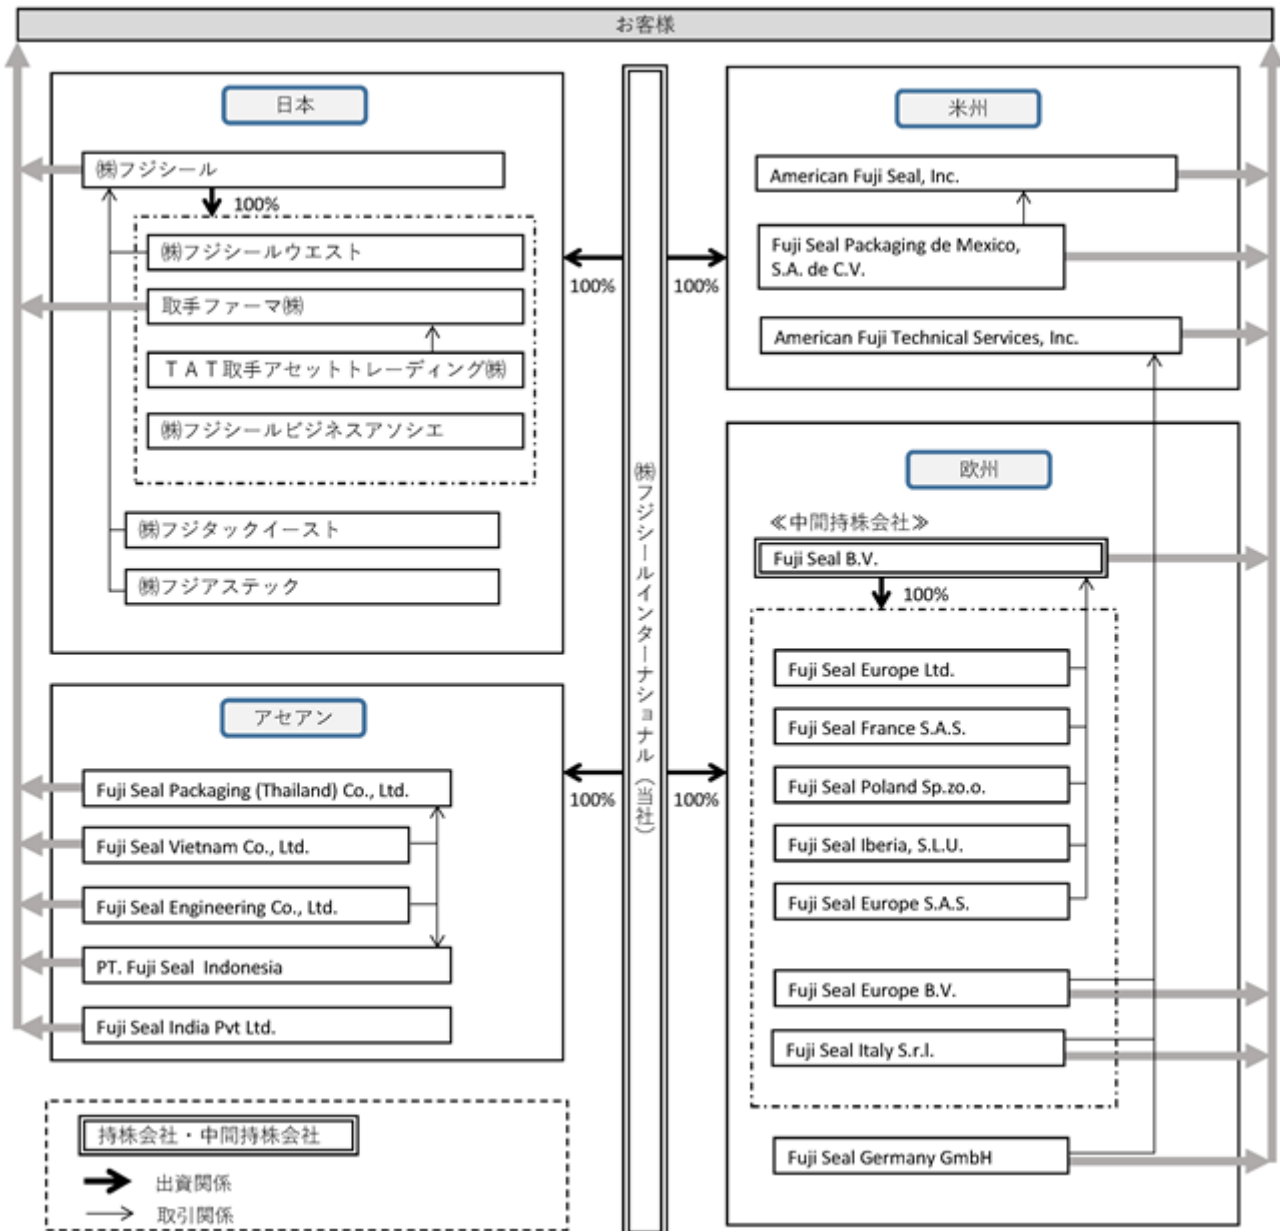 お客様
日本
㈱フジシール
100%
㈱フジシールウエスト
取手ファーマ㈱
ＴＡＴ取手アセットトレーディング㈱
㈱フジシールビジネスアソシエ
㈱フジタックイースト
㈱フジアステック
アセアン
Fuji Seal Packaging (Thailand) Co., Ltd.
Fuji Seal Vietnam Co., Ltd.
Fuji Seal Engineering Co., Ltd.
PT. Fuji Seal Indonesia
Fuji Seal India Pvt Ltd.
持株会社・中間持株会社
出資関係
取引関係
㈱フジシールインターナショナル（当社）
100%
100%
100%
100%
米州
American Fuji Seal, Inc.
Fuji Seal Packaging de Mexico,
S.A. de C.V.
American Fuji Technical Services, Inc.
欧州
≪中間持株会社≫
Fuji Seal B.V.
100%
Fuji Seal Europe Ltd.
Fuji Seal France S.A.S.
Fuji Seal Poland Sp.zo.o.
Fuji Seal Iberia, S.L.U.
Fuji Seal Europe S.A.S.
Fuji Seal Europe B.V.
Fuji Seal Italy S.r.l.
Fuji Seal Germany GmbH